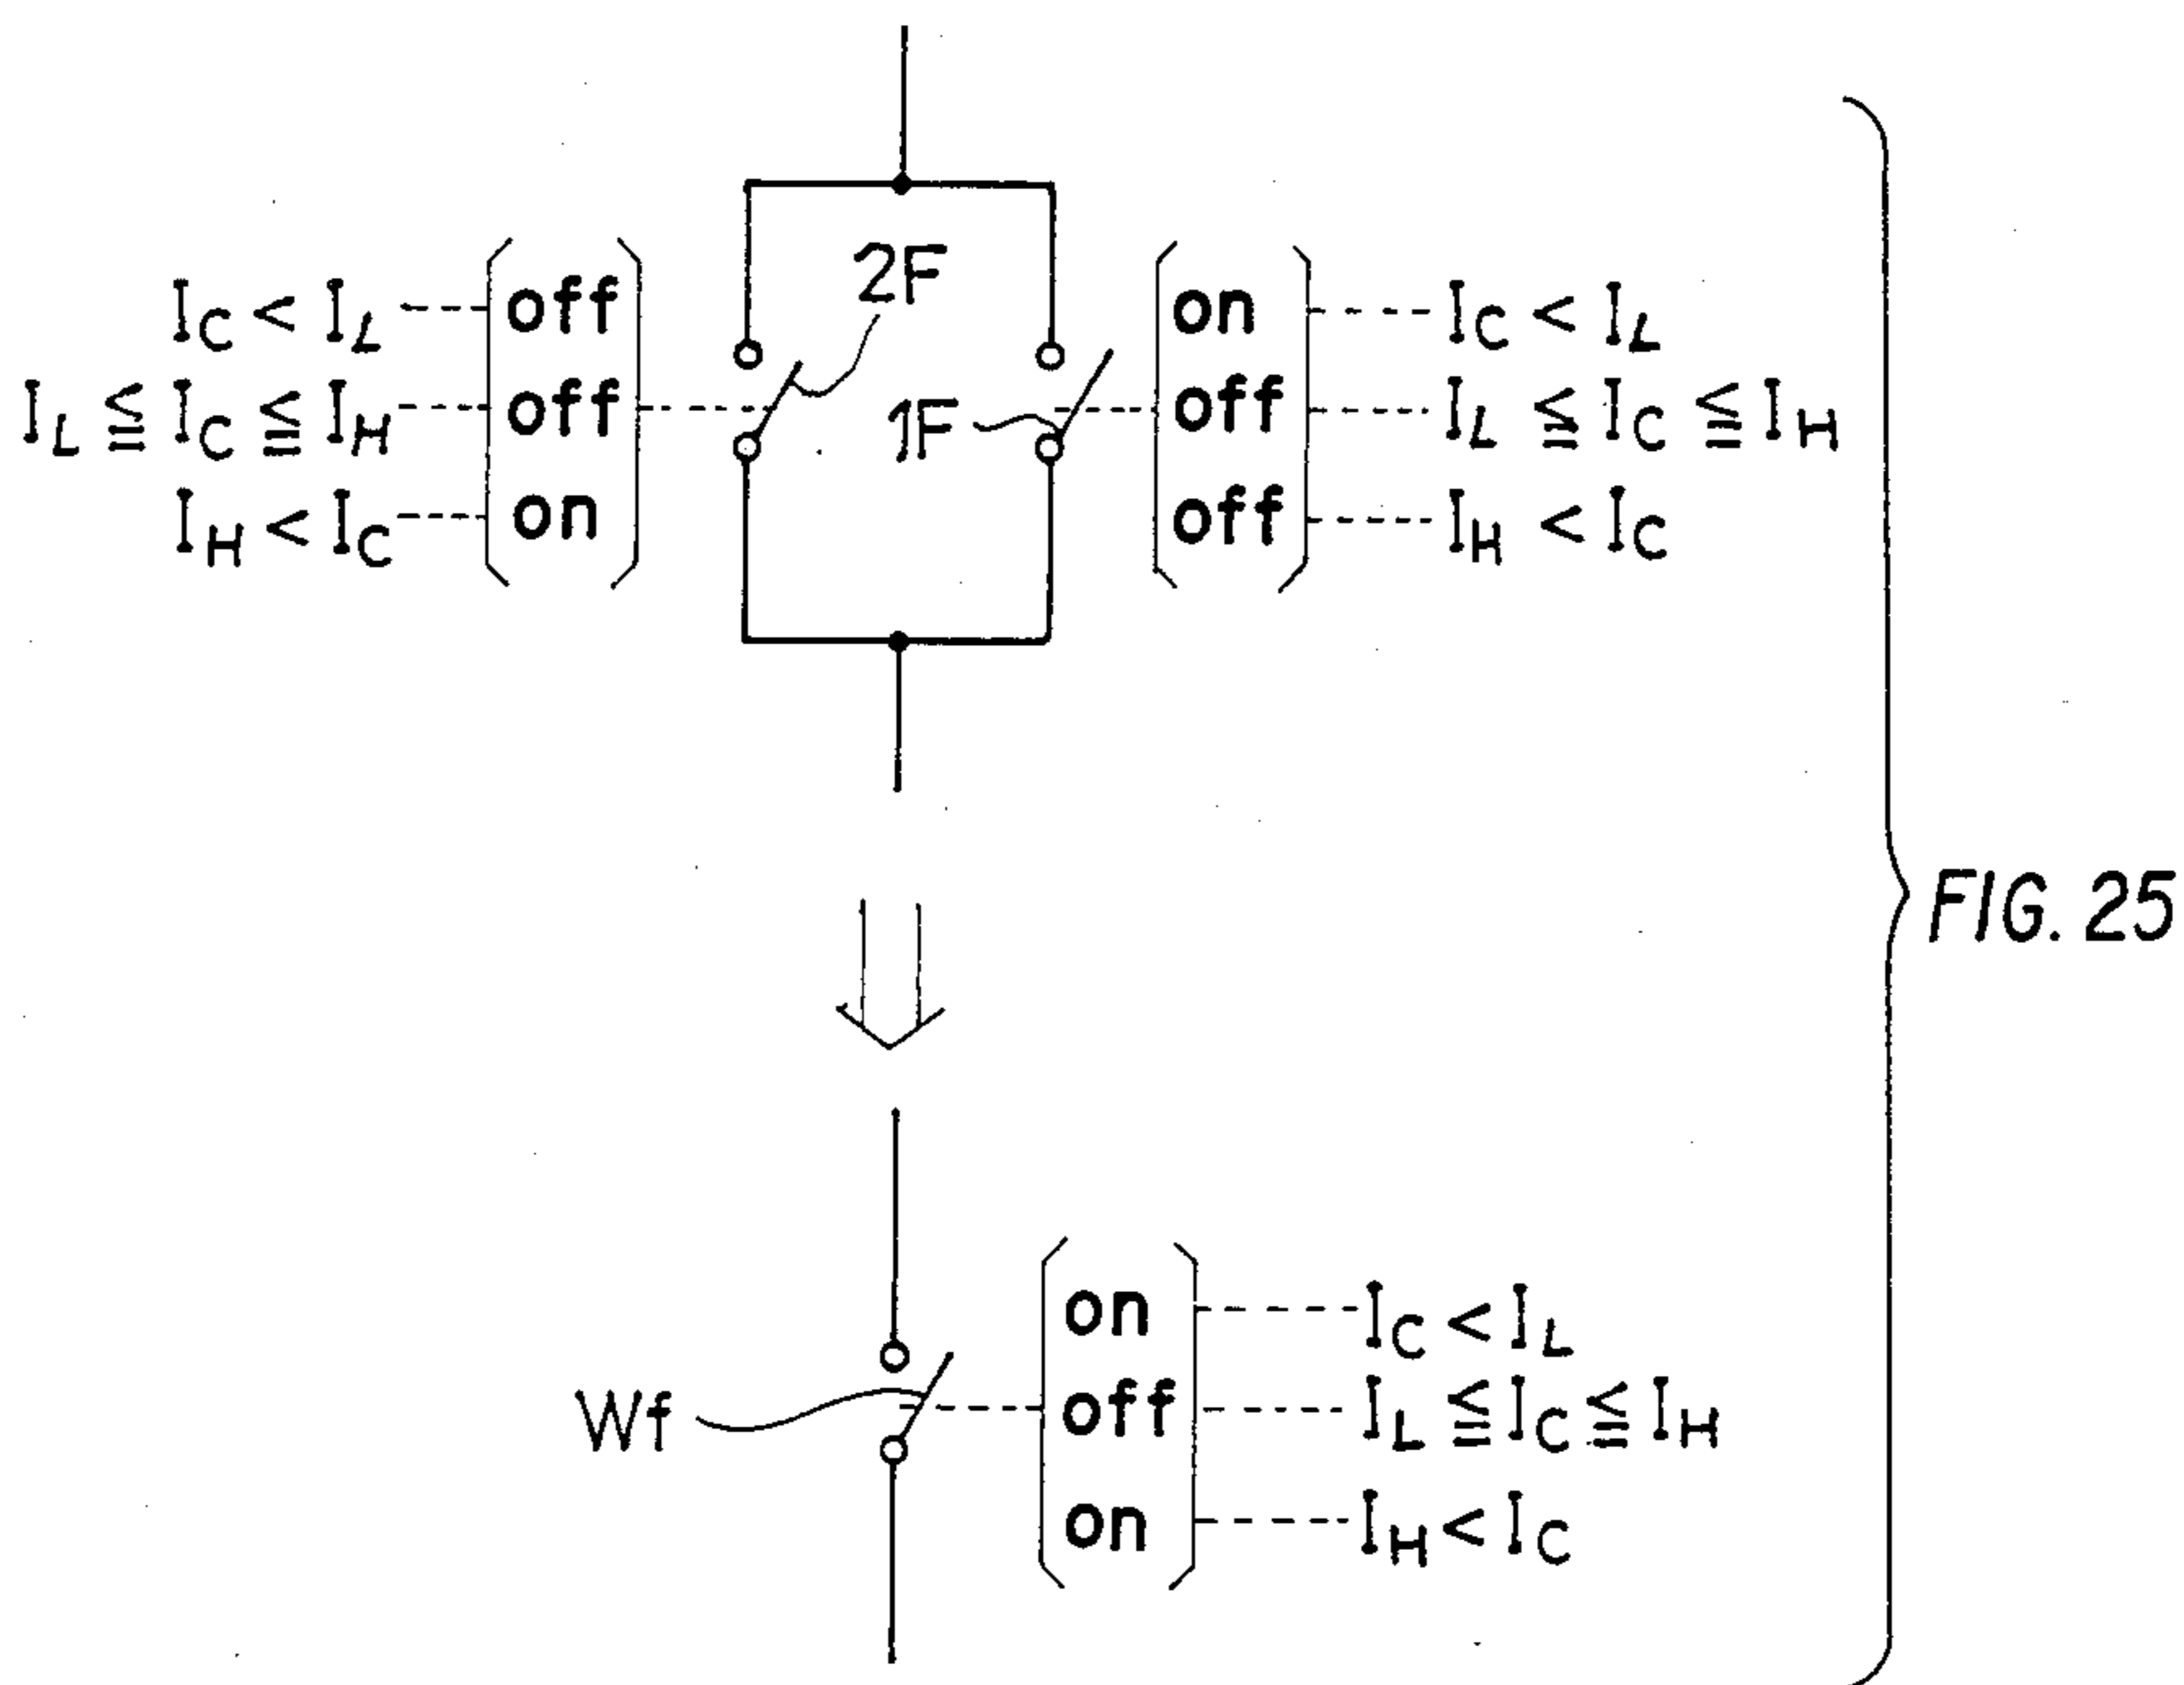 2F
I_C < I_L off
I_L ≦ I_C ≦ I_H off
I_H < I_C on
1F
on I_C < I_L
off I_L ≦ I_C ≦ I_H
off I_H < I_C
FIG. 25
Wf
on I_C < I_L
off I_L ≦ I_C ≦ I_H
on I_H < I_C